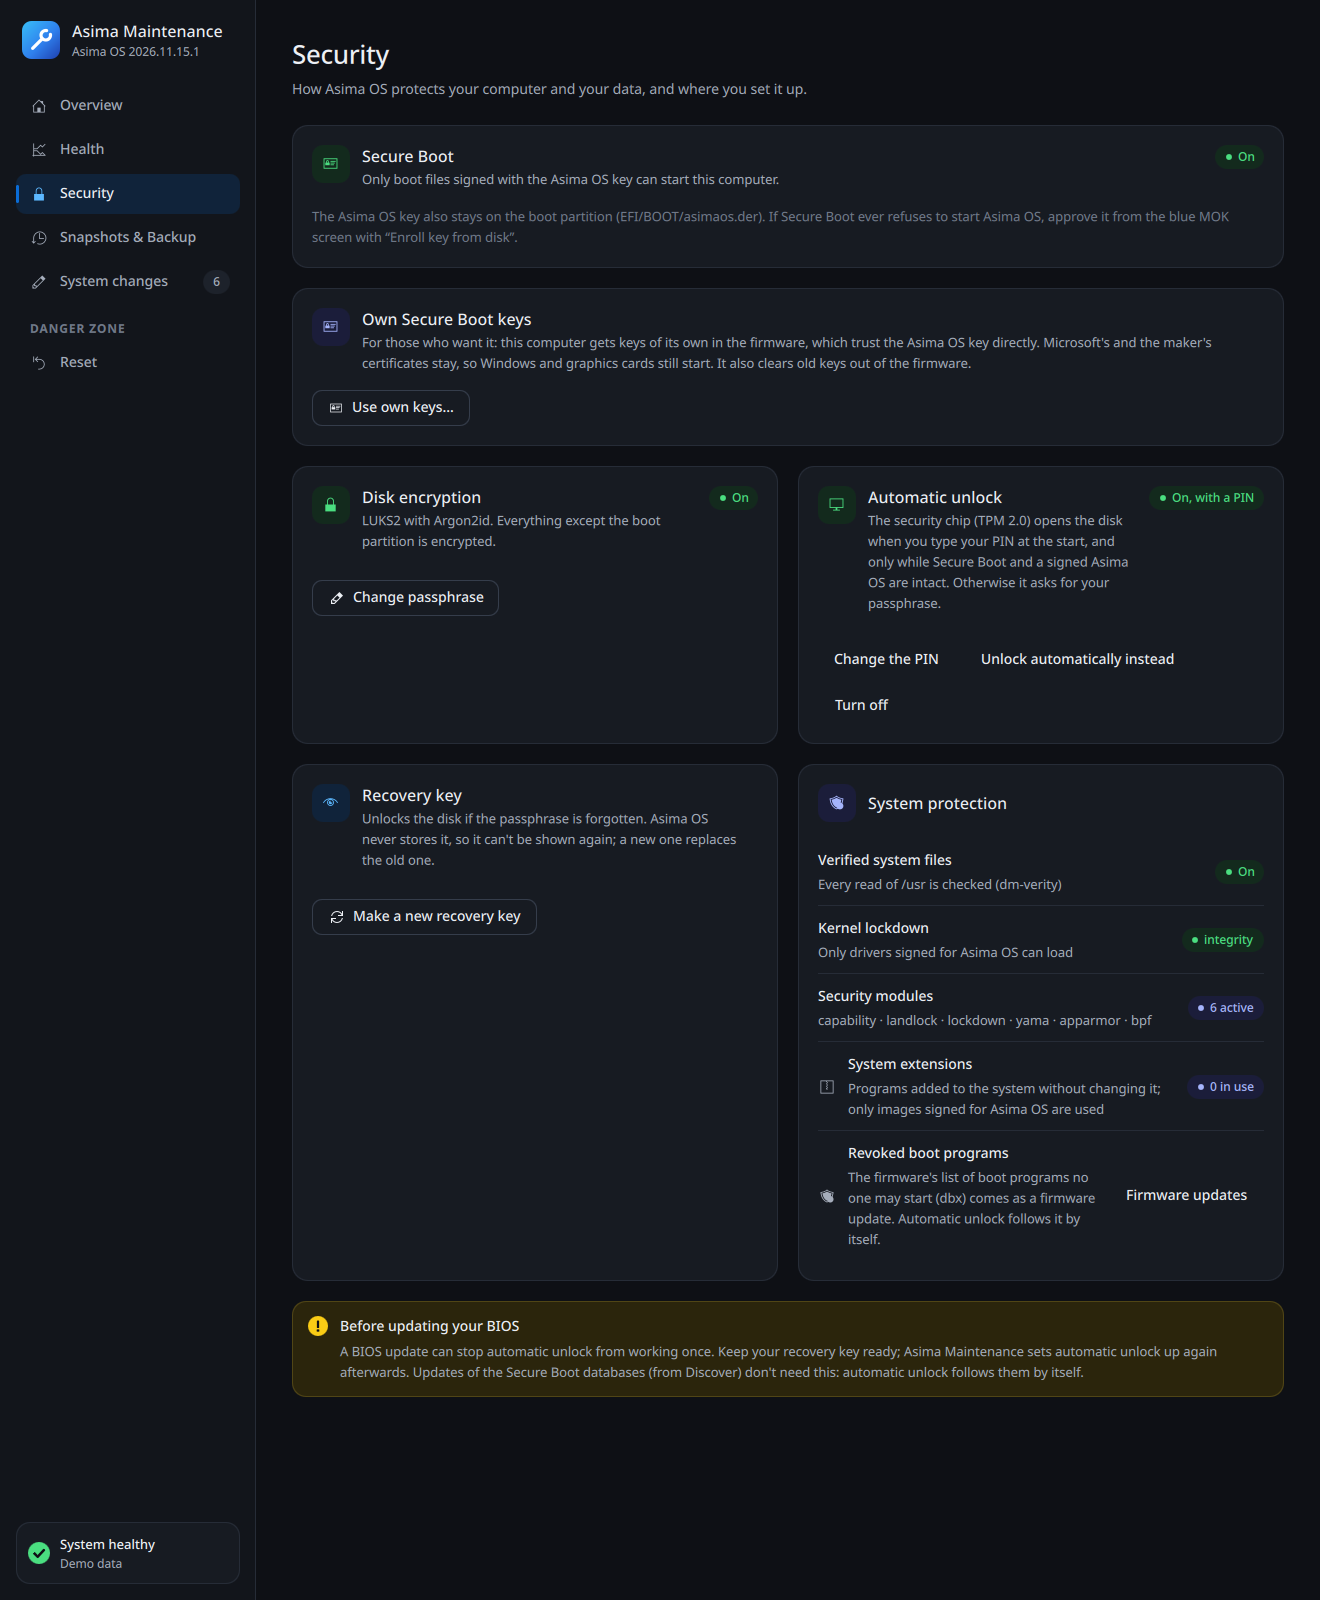 Asima Maintenance
Asima OS 2026.11.15.1
Overview
Health
Security
Snapshots & Backup
System changes 6
DANGER ZONE
Reset
System healthy
Demo data
Security
How Asima OS protects your computer and your data, and where you set it up.
Secure Boot
On
Only boot files signed with the Asima OS key can start this computer.
The Asima OS key also stays on the boot partition (EFI/BOOT/asimaos.der). If Secure Boot ever refuses to start Asima OS, approve it from the blue MOK
screen with “Enroll key from disk”.
Own Secure Boot keys
For those who want it: this computer gets keys of its own in the firmware, which trust the Asima OS key directly. Microsoft's and the maker's
certificates stay, so Windows and graphics cards still start. It also clears old keys out of the firmware.
Use own keys...
Disk encryption
On
LUKS2 with Argon2id. Everything except the boot
partition is encrypted.
Change passphrase
Automatic unlock
On, with a PIN
The security chip (TPM 2.0) opens the disk
when you type your PIN at the start, and
only while Secure Boot and a signed Asima
OS are intact. Otherwise it asks for your
passphrase.
Change the PIN
Unlock automatically instead
Turn off
Recovery key
Unlocks the disk if the passphrase is forgotten. Asima OS
never stores it, so it can't be shown again; a new one replaces
the old one.
Make a new recovery key
System protection
Verified system files
Every read of /usr is checked (dm-verity)
On
Kernel lockdown
Only drivers signed for Asima OS can load
integrity
Security modules
capability · landlock · lockdown · yama · apparmor · bpf
6 active
System extensions
Programs added to the system without changing it;
only images signed for Asima OS are used
0 in use
Revoked boot programs
The firmware's list of boot programs no
one may start (dbx) comes as a firmware
update. Automatic unlock follows it by
itself.
Firmware updates
Before updating your BIOS
A BIOS update can stop automatic unlock from working once. Keep your recovery key ready; Asima Maintenance sets automatic unlock up again
afterwards. Updates of the Secure Boot databases (from Discover) don't need this: automatic unlock follows them by itself.